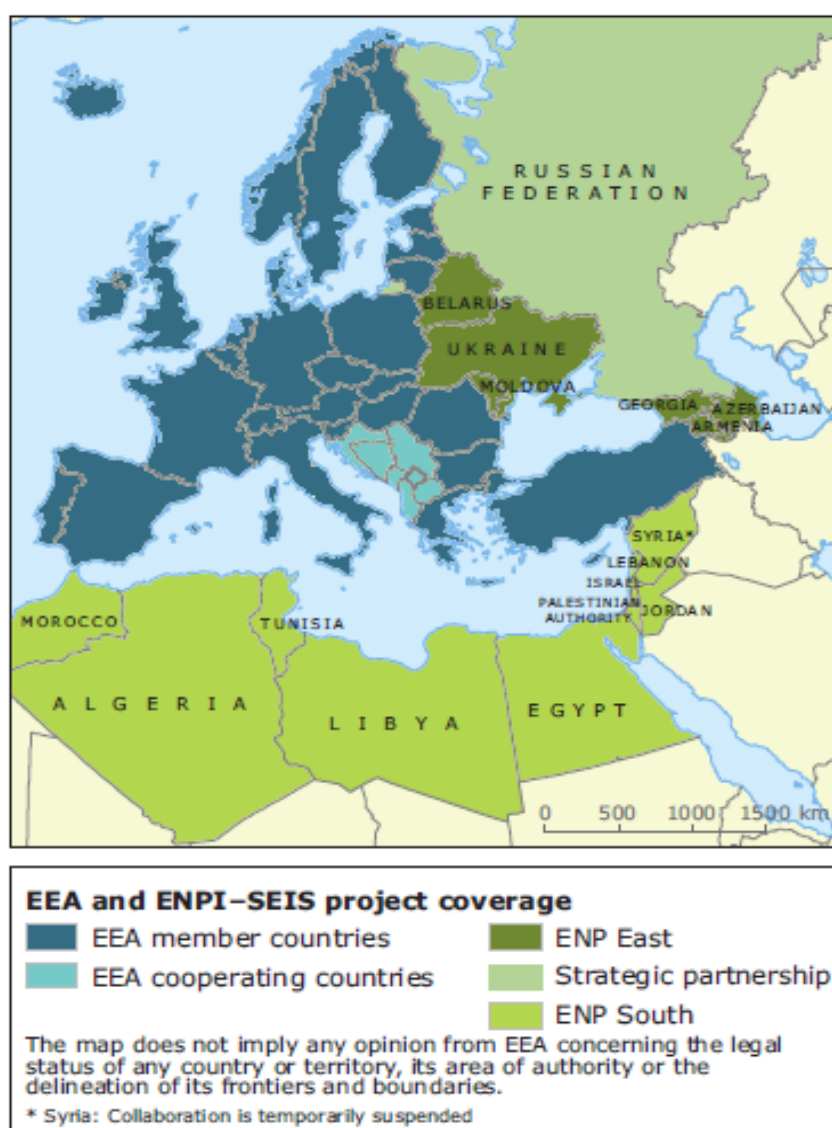 RUSSIAN
FEDERATION
BELARUS
UKRAINE
MOLDOVA
GEORGIA
AZERBAIJAN
ARMENIA
SYRIA*
LEBANON
ISRAEL
PALESTINIAN
AUTHORITY
JORDAN
MOROCCO
TUNISIA
ALGERIA
LIBYA
EGYPT
0 500 1000 1500 km
EEA and ENPI–SEIS project coverage
EEA member countries
ENP East
EEA cooperating countries
Strategic partnership
ENP South
The map does not imply any opinion from EEA concerning the legal
status of any country or territory, its area of authority or the
delineation of its frontiers and boundaries.
* Syria: Collaboration is temporarily suspended